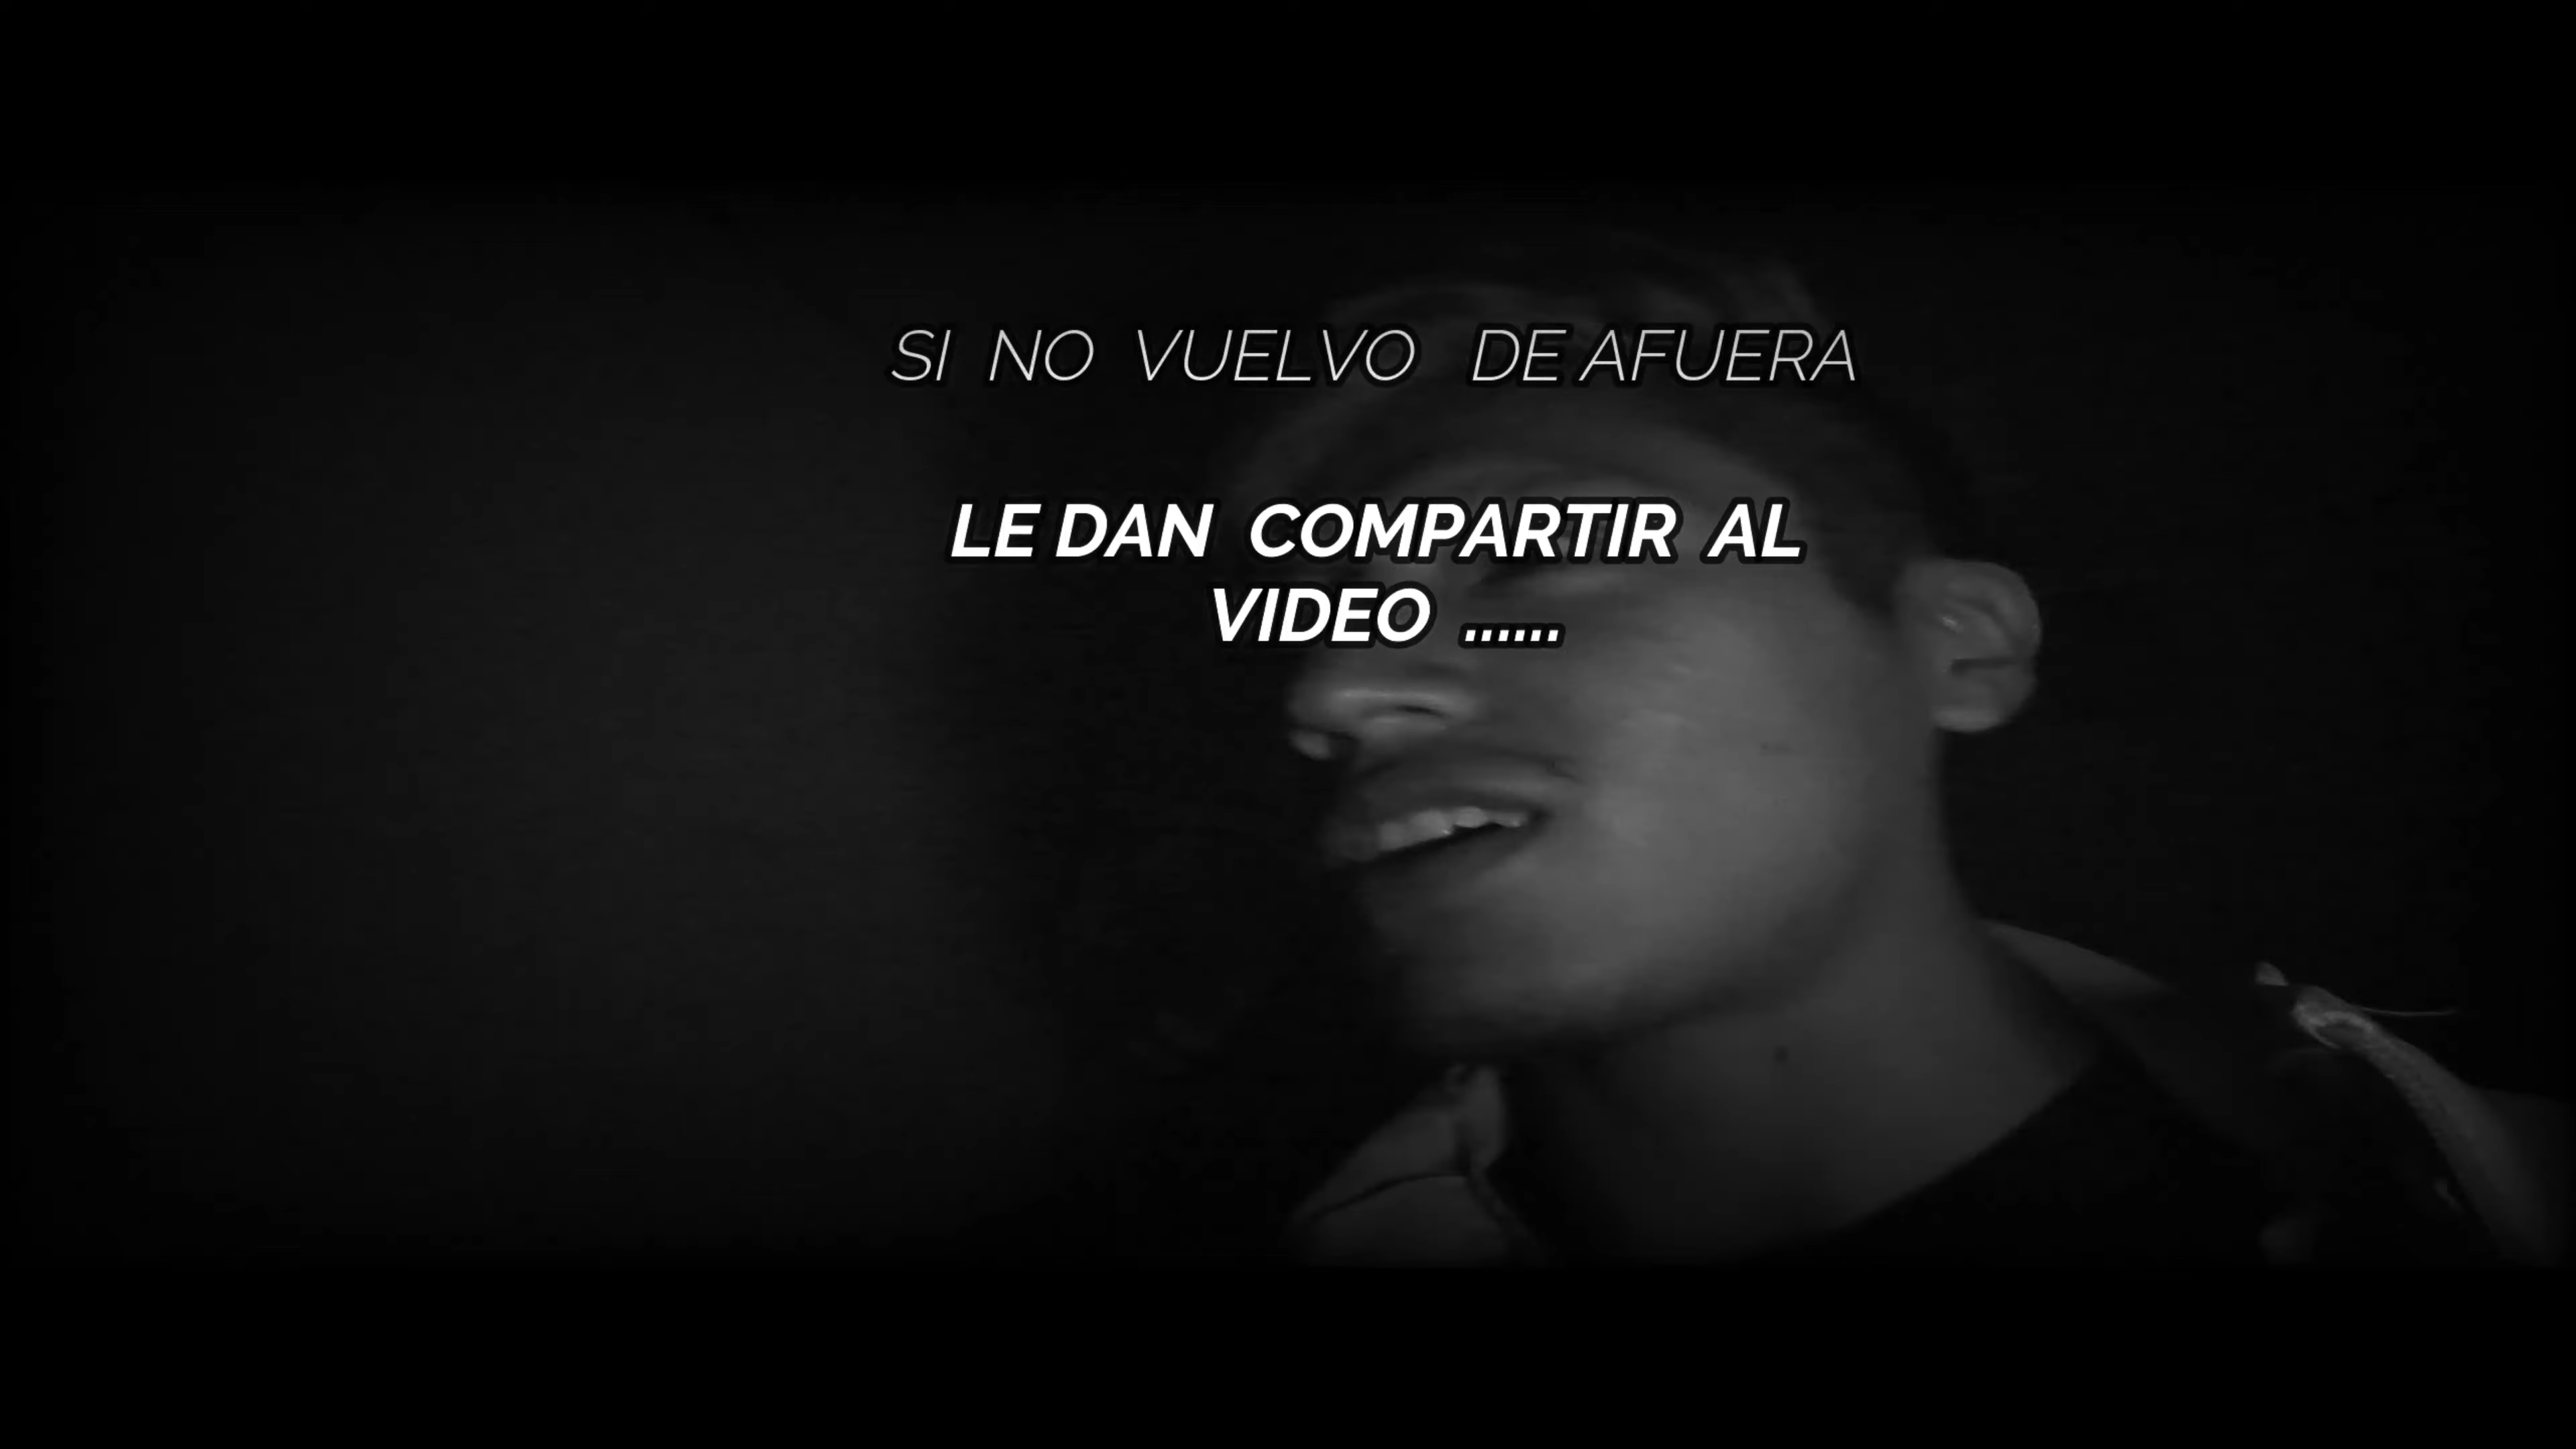 SI NO VUELVO DE AFUERA
LE DAN COMPARTIR AL
VIDEO ......